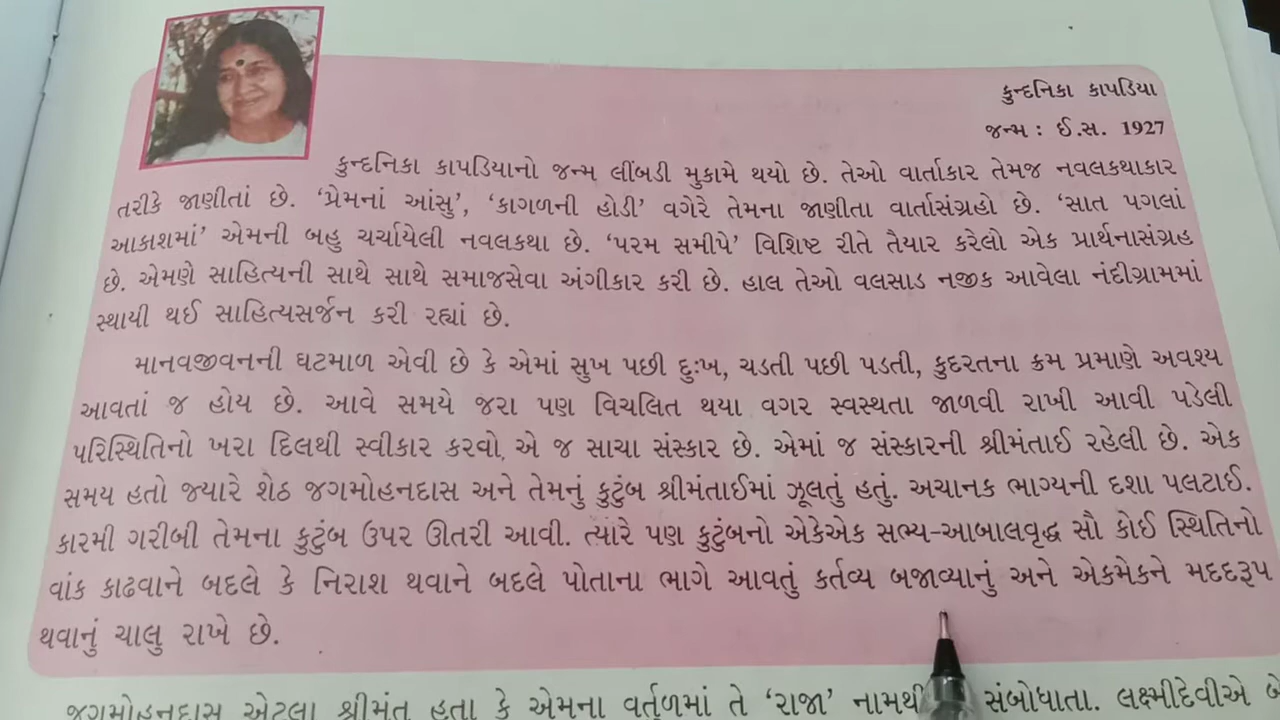 કુન્દનિકા કાપડિયા
જન્મ : ઈ.સ. 1927
કુન્દનિકા કાપડિયાનો જન્મ લીંબડી મુકામે થયો છે. તેઓ વાર્તાકાર તેમજ નવલકથાકાર
તરીકે જાણીતાં છે. ‘પ્રેમનાં આંસુ’, ‘કાગળની હોડી’ વગેરે તેમના જાણીતા વાર્તાસંગ્રહો છે. ‘સાત પગલાં
આકાશમાં’ એમની બહુ ચર્ચાયેલી નવલકથા છે. ‘પરમ સમીપે’ વિશિષ્ટ રીતે તૈયાર કરેલો એક પ્રાર્થનાસંગ્રહ
છે. એમણે સાહિત્યની સાથે સાથે સમાજસેવા અંગીકાર કરી છે. હાલ તેઓ વલસાડ નજીક આવેલા નંદીગ્રામમાં
સ્થાયી થઈ સાહિત્યસર્જન કરી રહ્યાં છે.
માનવજીવનની ઘટમાળ એવી છે કે એમાં સુખ પછી દુઃખ, ચડતી પછી પડતી, કુદરતના ક્રમ પ્રમાણે અવશ્ય
આવતાં જ હોય છે. આવે સમયે જરા પણ વિચલિત થયા વગર સ્વસ્થતા જાળવી રાખી આવી પડેલી
પરિસ્થિતિનો ખરા દિલથી સ્વીકાર કરવો, એ જ સાચા સંસ્કાર છે. એમાં જ સંસ્કારની શ્રીમંતાઈ રહેલી છે. એક
સમય હતો જ્યારે શેઠ જગમોહનદાસ અને તેમનું કુટુંબ શ્રીમંતાઈમાં ઝૂલતું હતું. અચાનક ભાગ્યની દશા પલટાઈ.
કારમી ગરીબી તેમના કુટુંબ ઉપર ઊતરી આવી. ત્યારે પણ કુટુંબનો એકેએક સભ્ય-આબાલવૃદ્ધ સૌ કોઈ સ્થિતિનો
વાંક કાઢવાને બદલે કે નિરાશ થવાને બદલે પોતાના ભાગે આવતું કર્તવ્ય બજાવ્યાનું અને એકમેકને મદદરૂપ
થવાનું ચાલુ રાખે છે.
જગમોહનદાસ એટલા શ્રીમંત હતા કે એમના વર્તુળમાં તે ‘રાજા’ સંબોધાતા. લક્ષ્મીદેવીએ